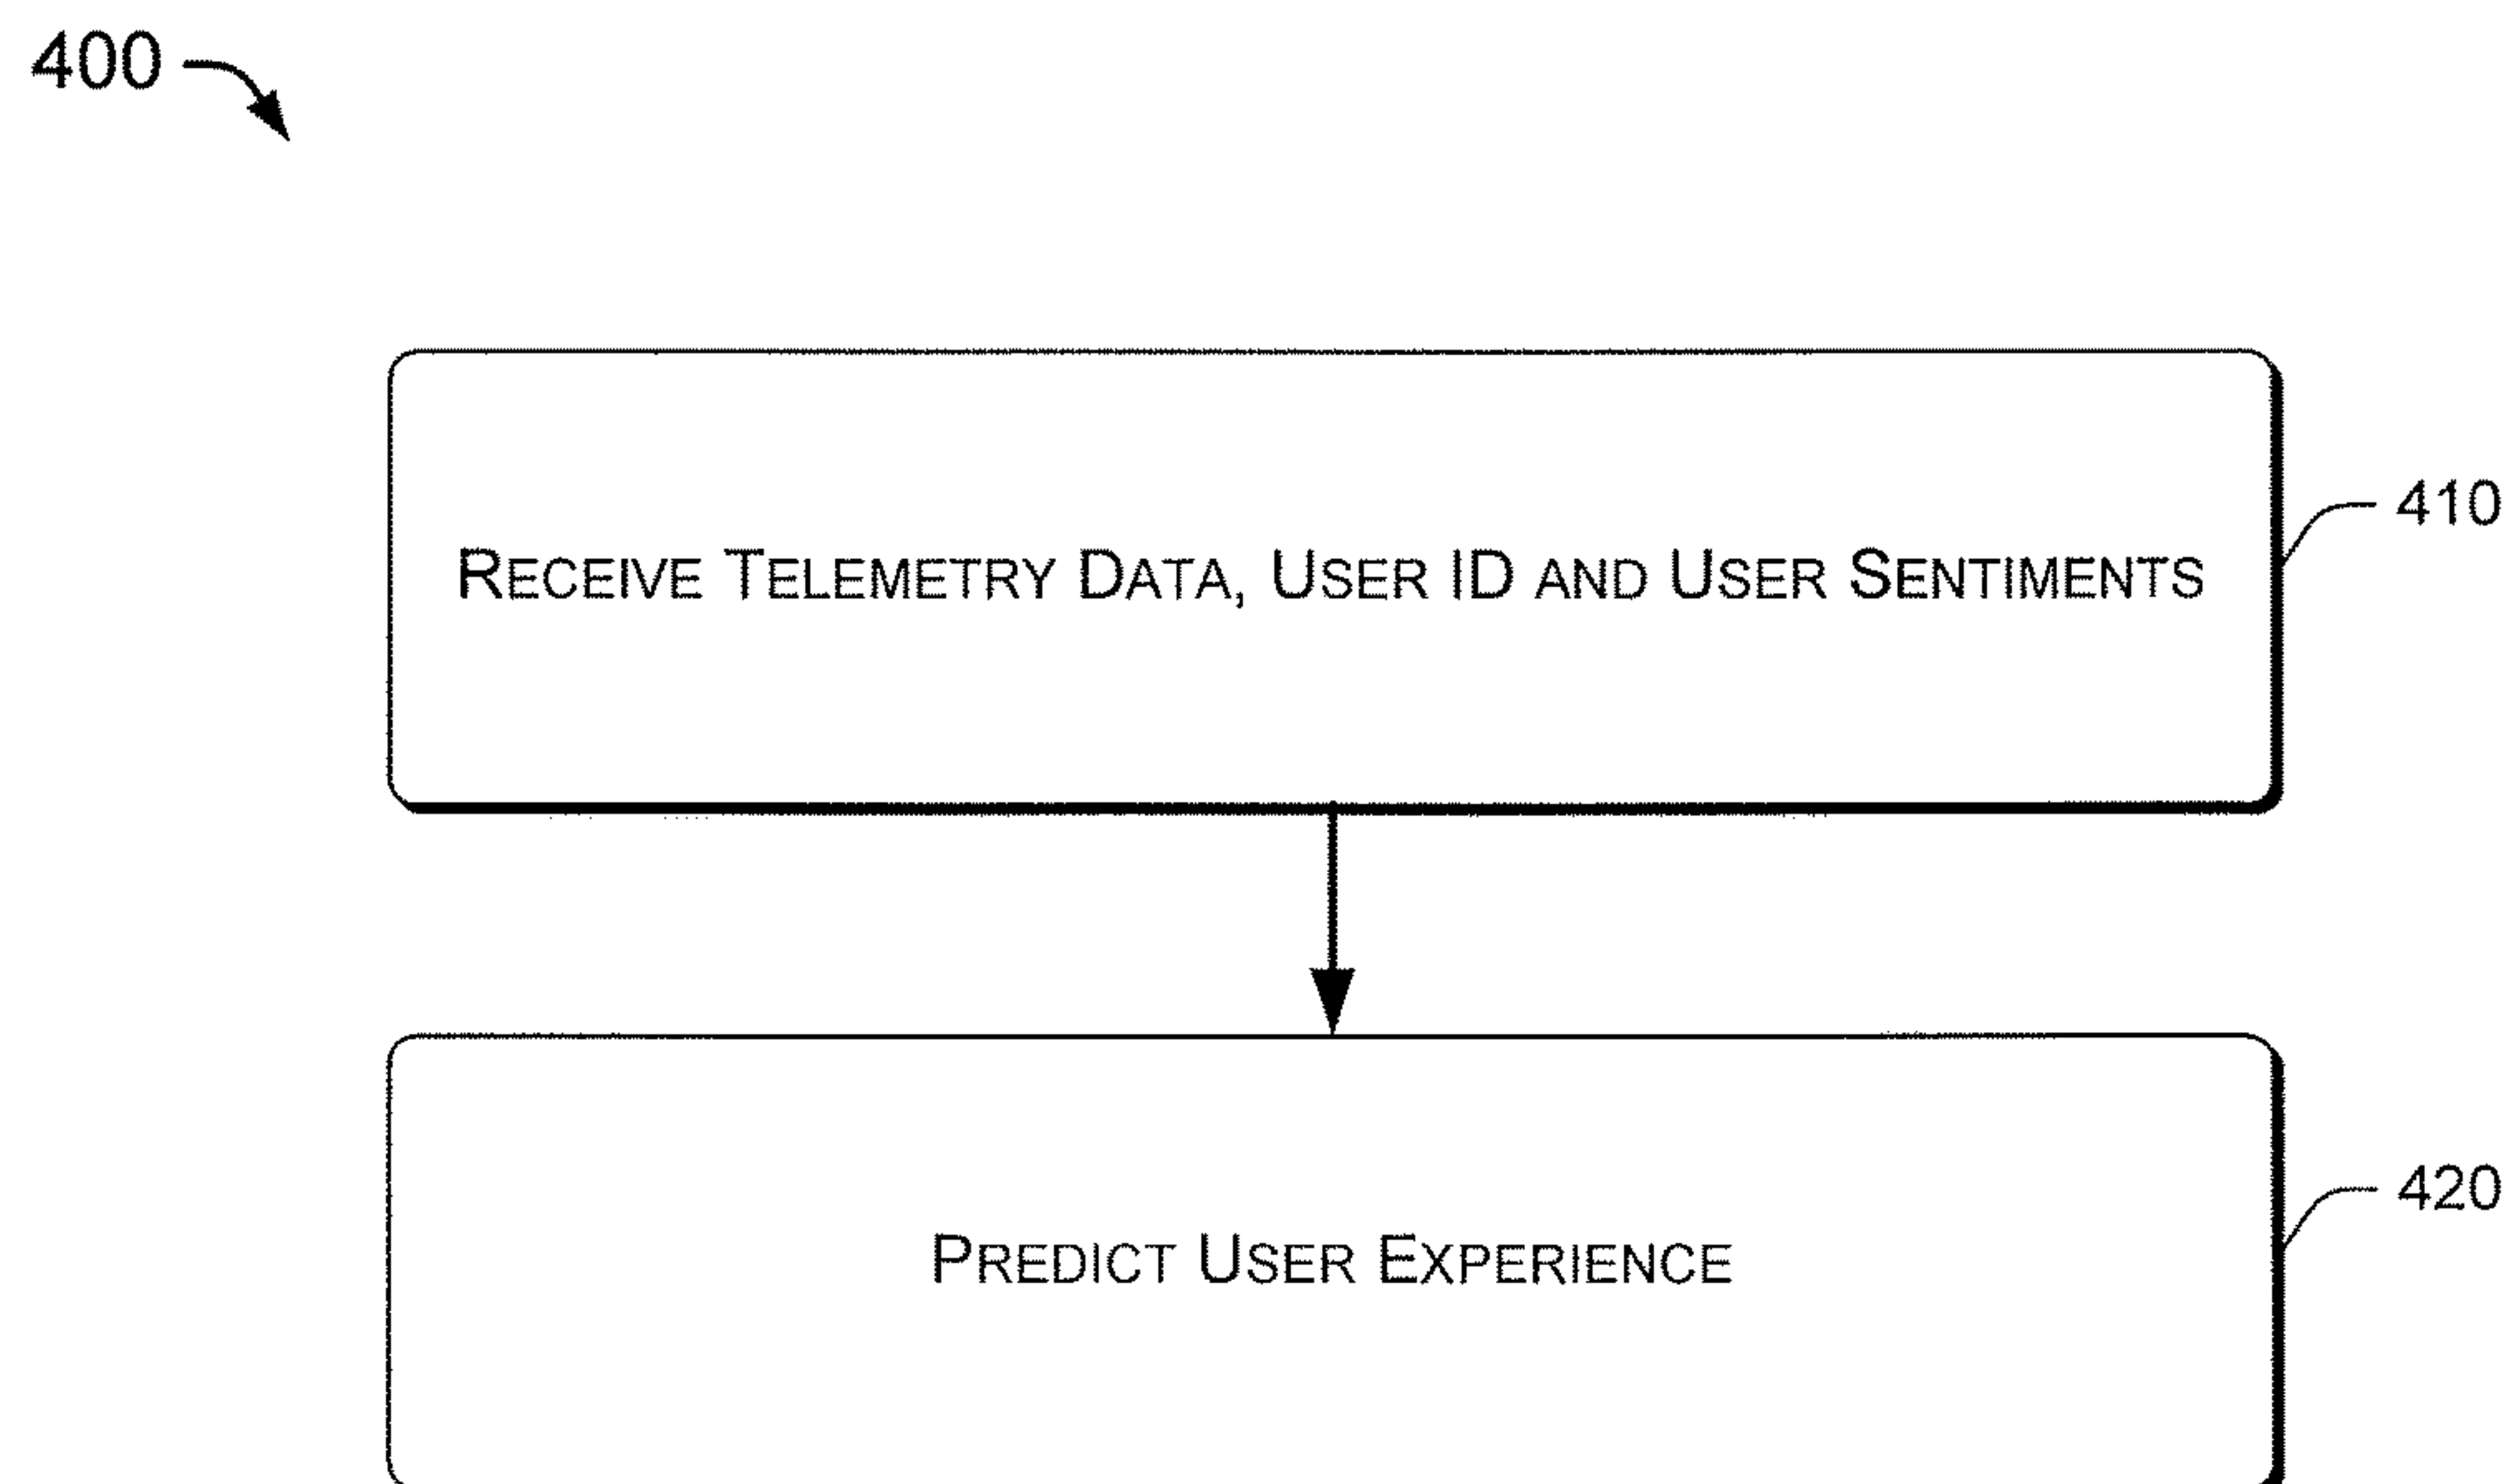 400
RECEIVE TELEMETRY DATA, USER ID AND USER SENTIMENTS
410
PREDICT USER EXPERIENCE
420